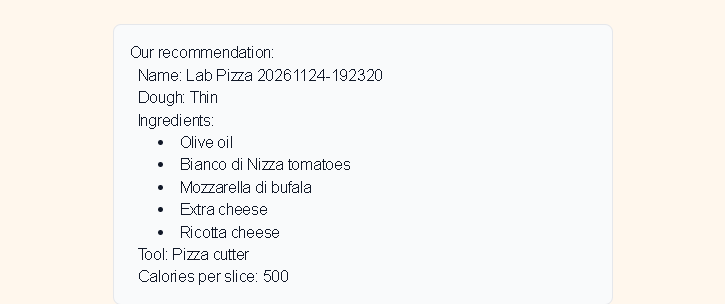 Our recommendation:
Name: Lab Pizza 20261124-192320
Dough: Thin
Ingredients:
• Olive oil
• Bianco di Nizza tomatoes
• Mozzarella di bufala
• Extra cheese
• Ricotta cheese
Tool: Pizza cutter
Calories per slice: 500